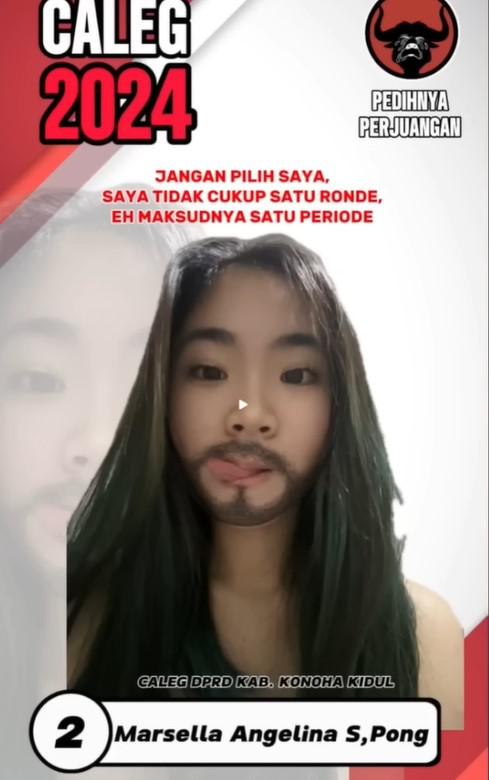 CALEG
2024
PEDIHNYA
PERJUANGAN
JANGAN PILIH SAYA,
SAYA TIDAK CUKUP SATU RONDE,
EH MAKSUDNYA SATU PERIODE
CALEG DPRD KAB. KONOHA KIDUL
2
Marsella Angelina S,Pong